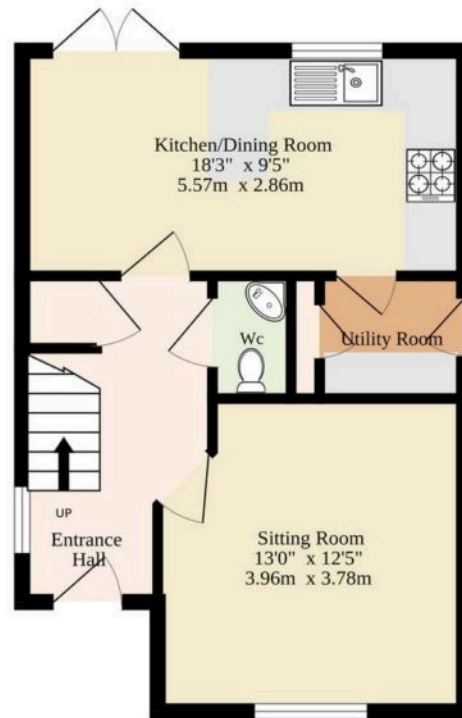 Kitchen/Dining Room
18'3" x 9'5"
5.57m x 2.86m
Wc
Utility Room
UP
Entrance
Hall
Sitting Room
13'0" x 12'5"
3.96m x 3.78m